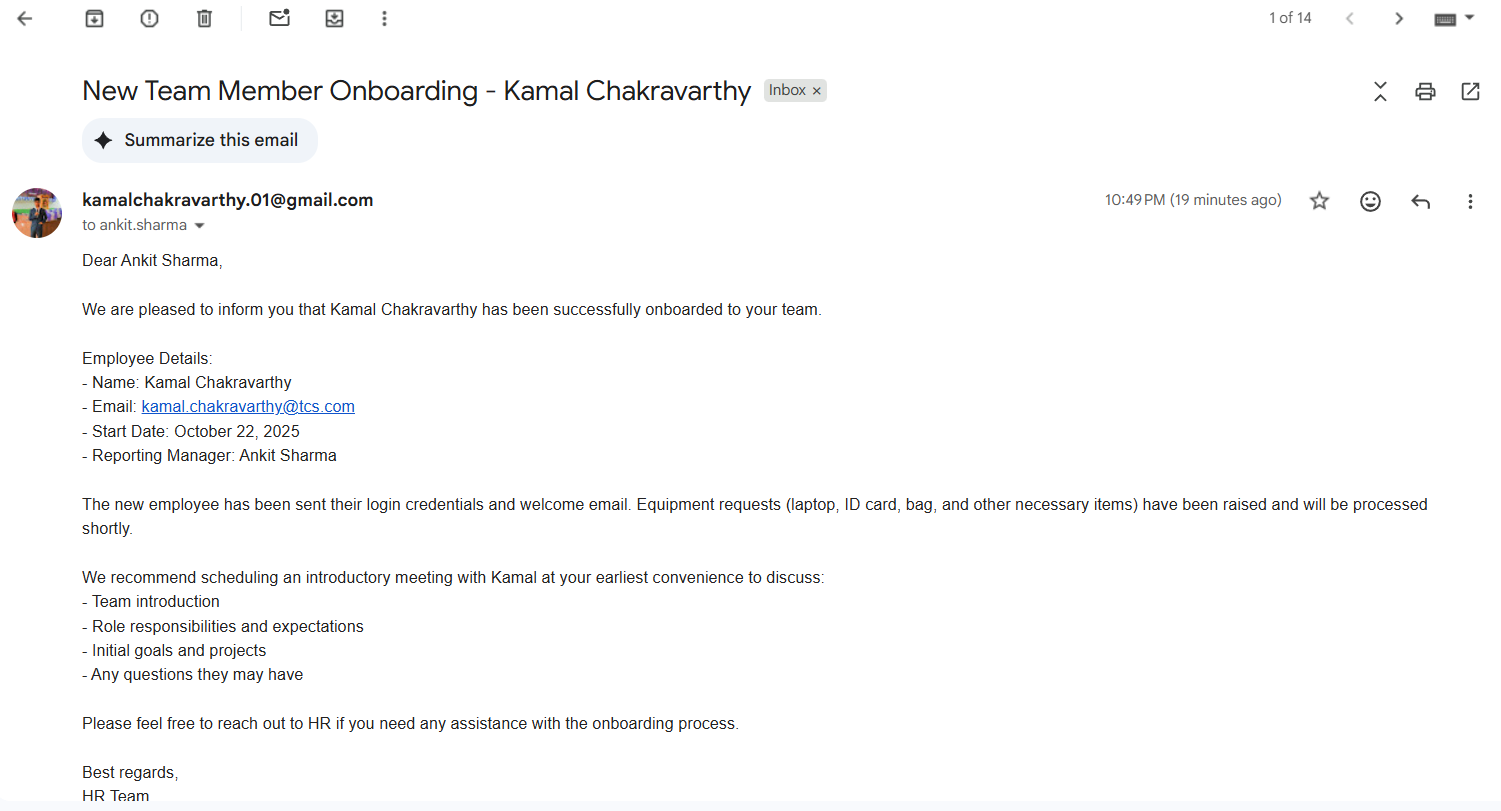 1 of 14
New Team Member Onboarding - Kamal Chakravarthy Inbox ×
Summarize this email
kamalchakravarthy.01@gmail.com 10:49 PM (19 minutes ago)
to ankit.sharma
Dear Ankit Sharma,
We are pleased to inform you that Kamal Chakravarthy has been successfully onboarded to your team.
Employee Details:
- Name: Kamal Chakravarthy
- Email: kamal.chakravarthy@tcs.com
- Start Date: October 22, 2025
- Reporting Manager: Ankit Sharma
The new employee has been sent their login credentials and welcome email. Equipment requests (laptop, ID card, bag, and other necessary items) have been raised and will be processed
shortly.
We recommend scheduling an introductory meeting with Kamal at your earliest convenience to discuss:
- Team introduction
- Role responsibilities and expectations
- Initial goals and projects
- Any questions they may have
Please feel free to reach out to HR if you need any assistance with the onboarding process.
Best regards,
HR Team